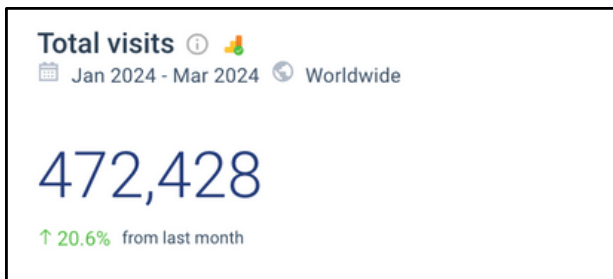 Total visits
Jan 2024 - Mar 2024 Worldwide
472,428
↑ 20.6% from last month